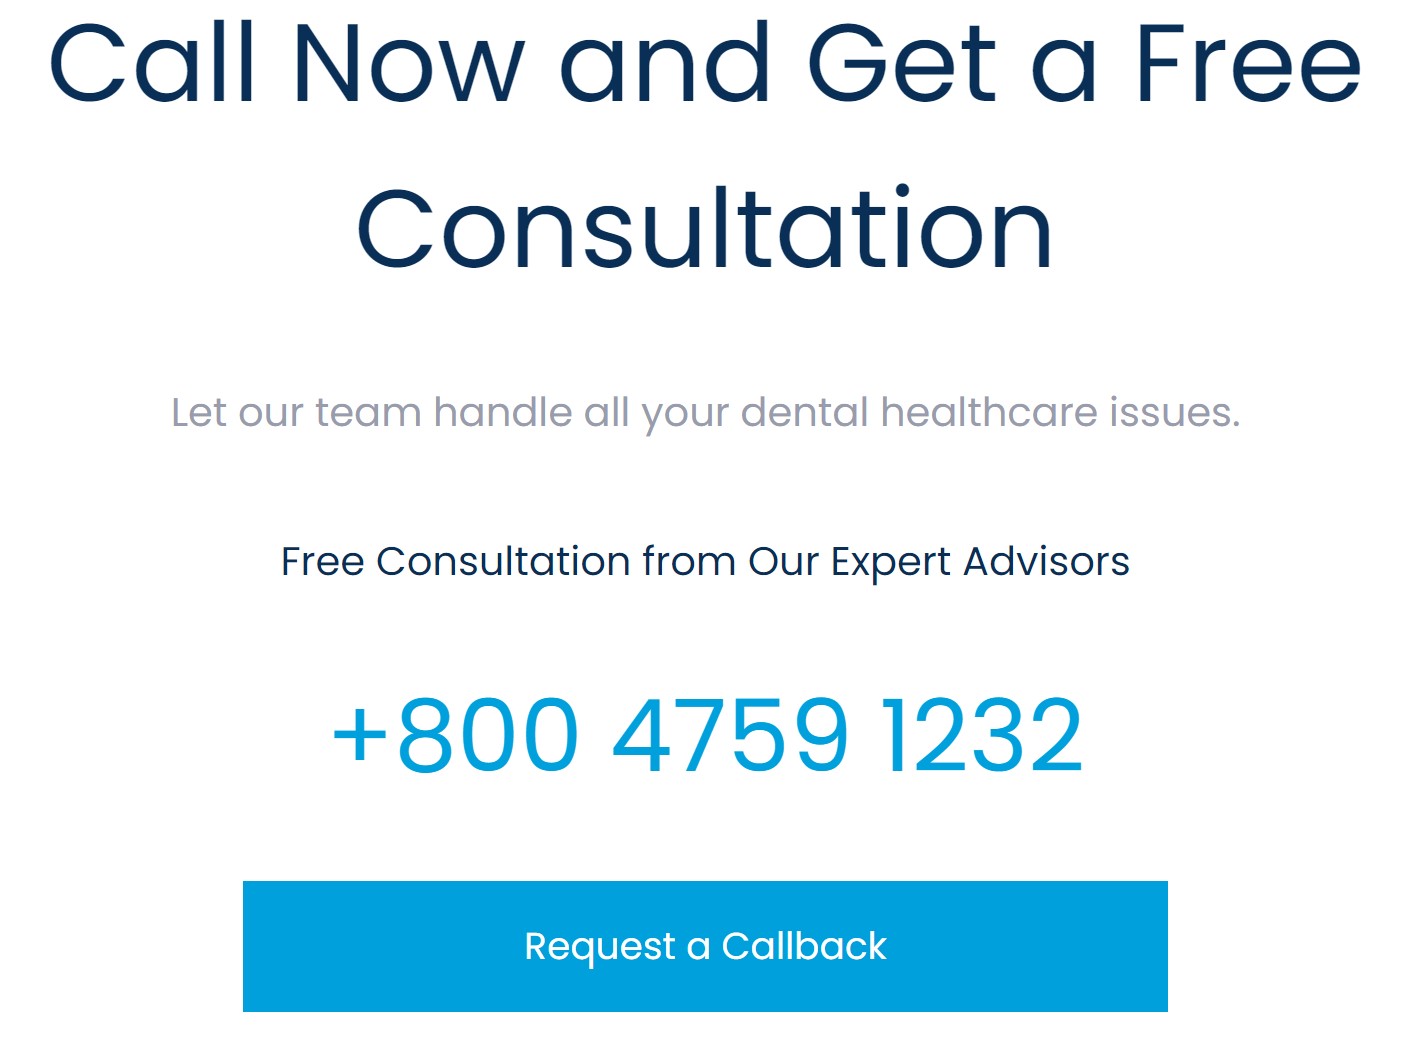 Call Now and Get a Free
Consultation
Let our team handle all your dental healthcare issues.
Free Consultation from Our Expert Advisors
+800 4759 1232
Request a Callback